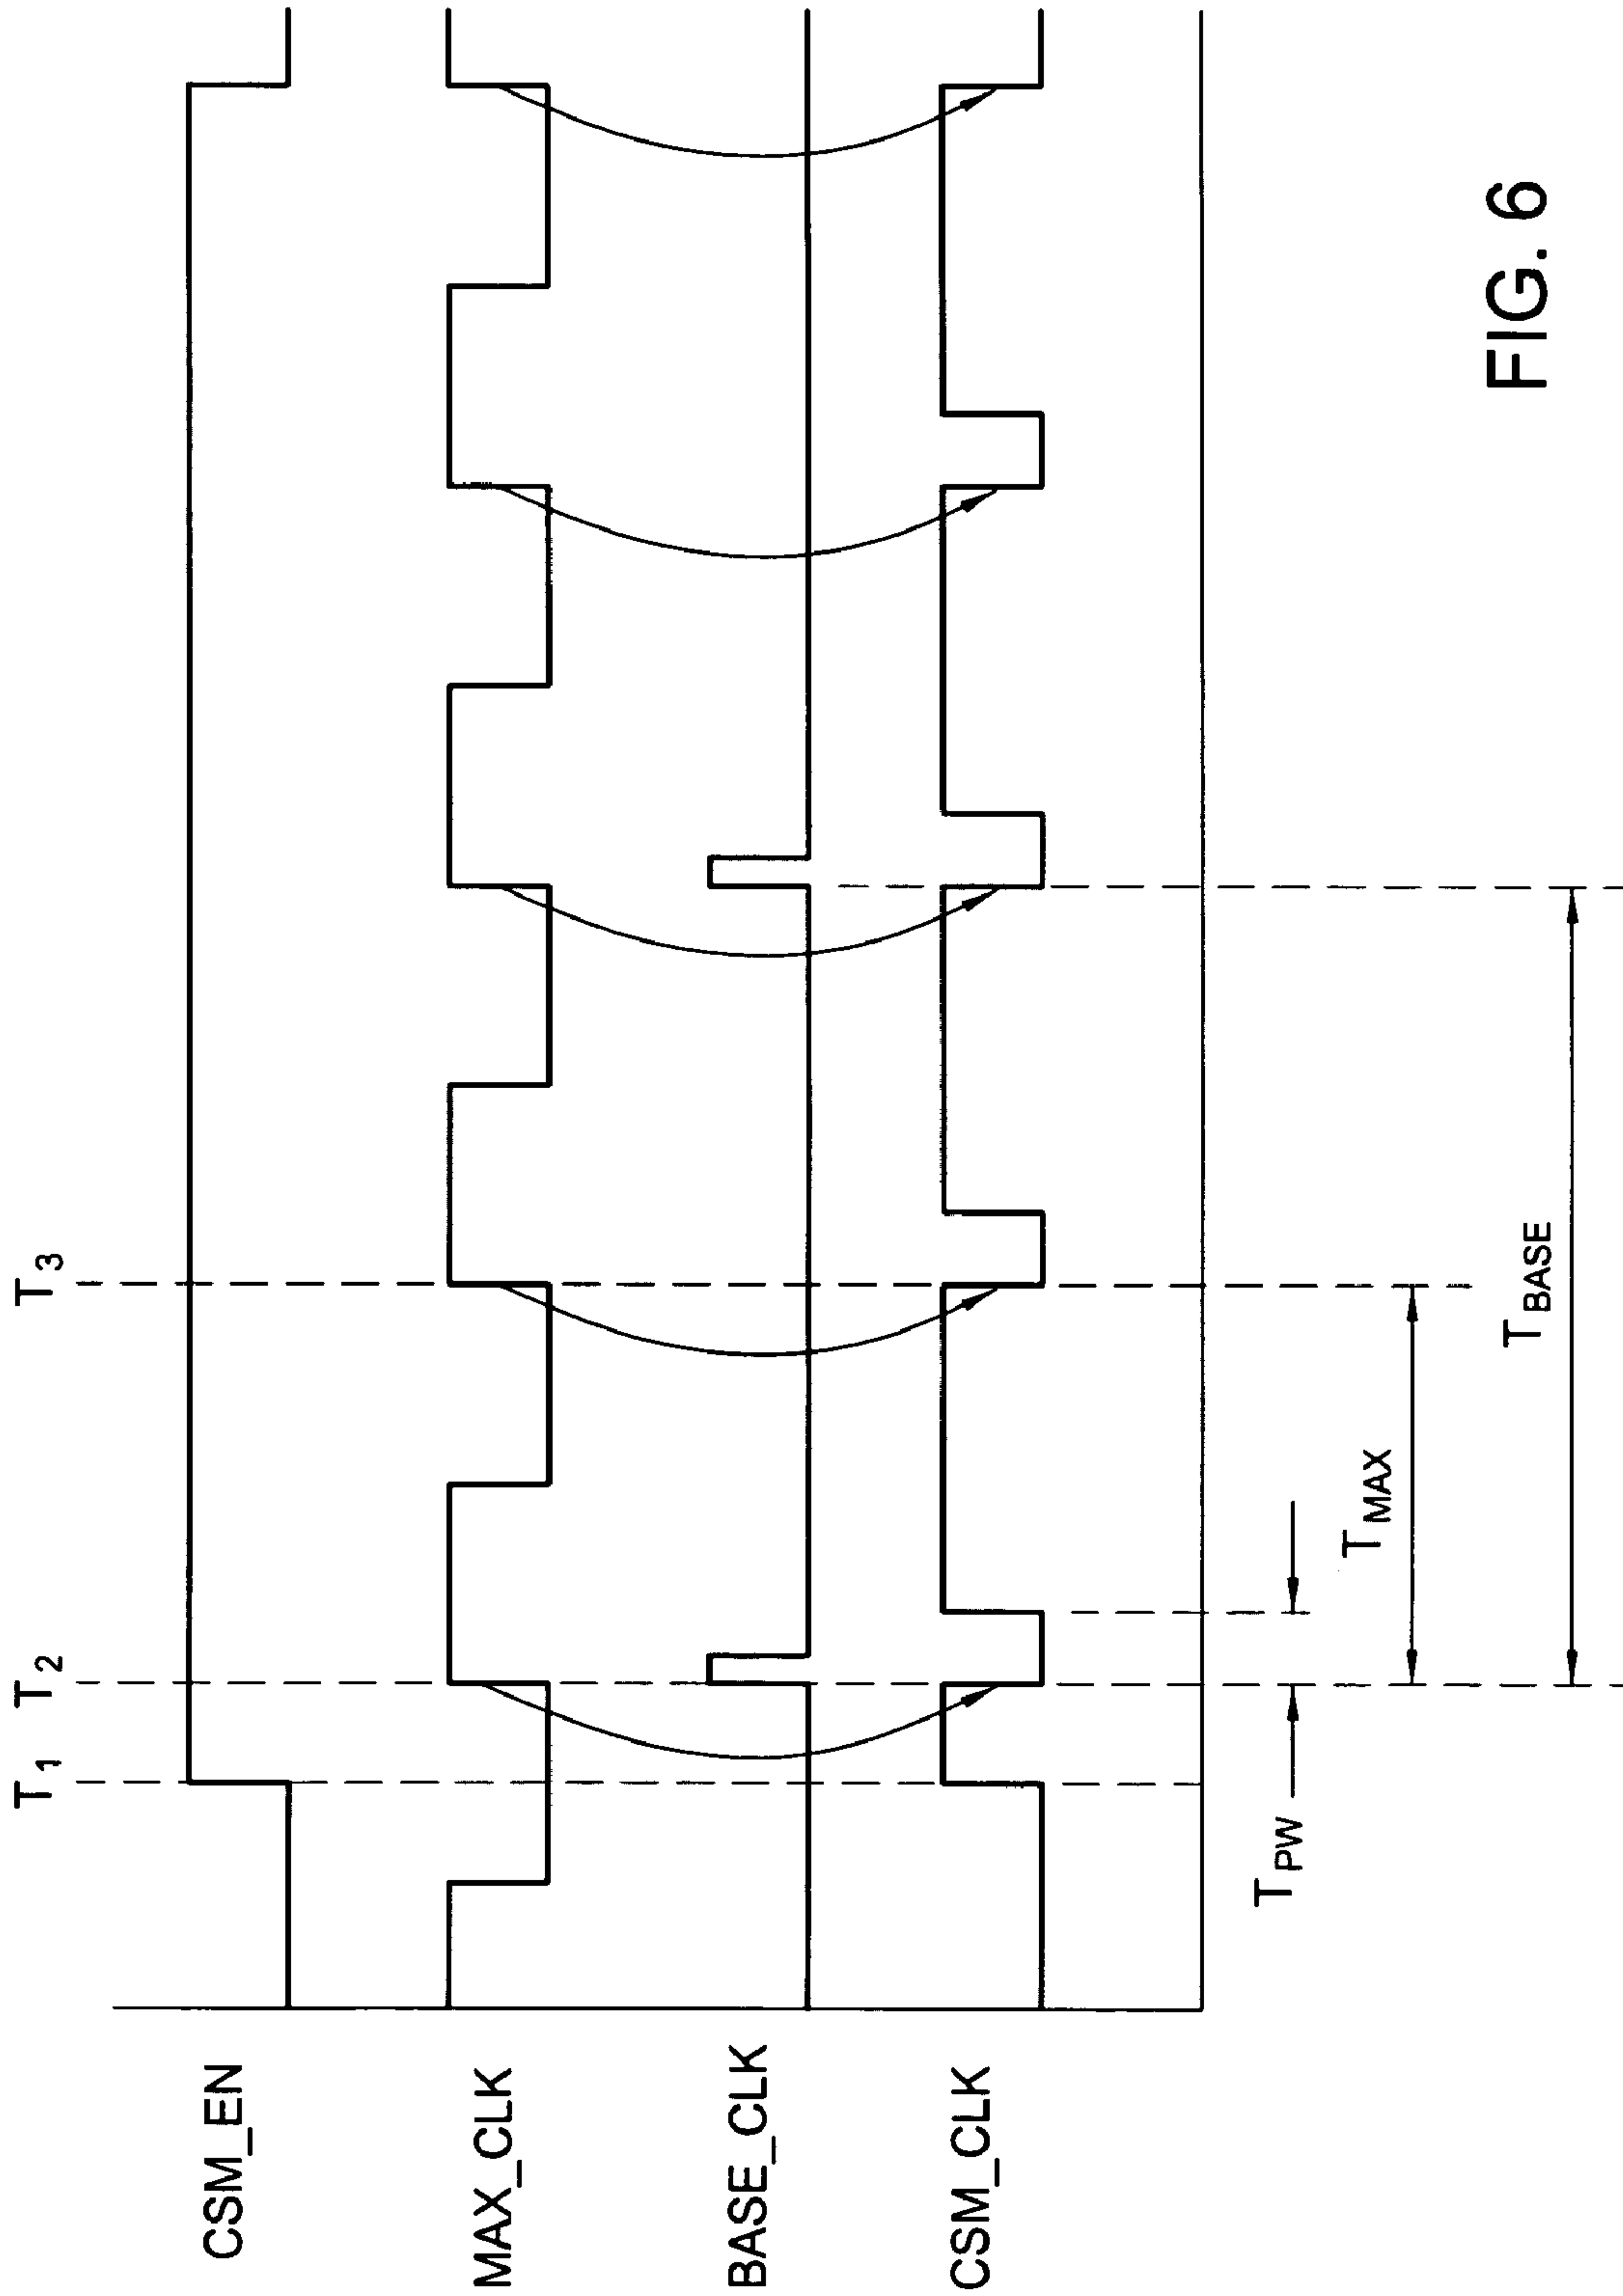 T1 T2 T3
CSM_EN
MAX_CLK
BASE_CLK
CSM_CLK
TPW
TMAX
TBASE
FIG. 6